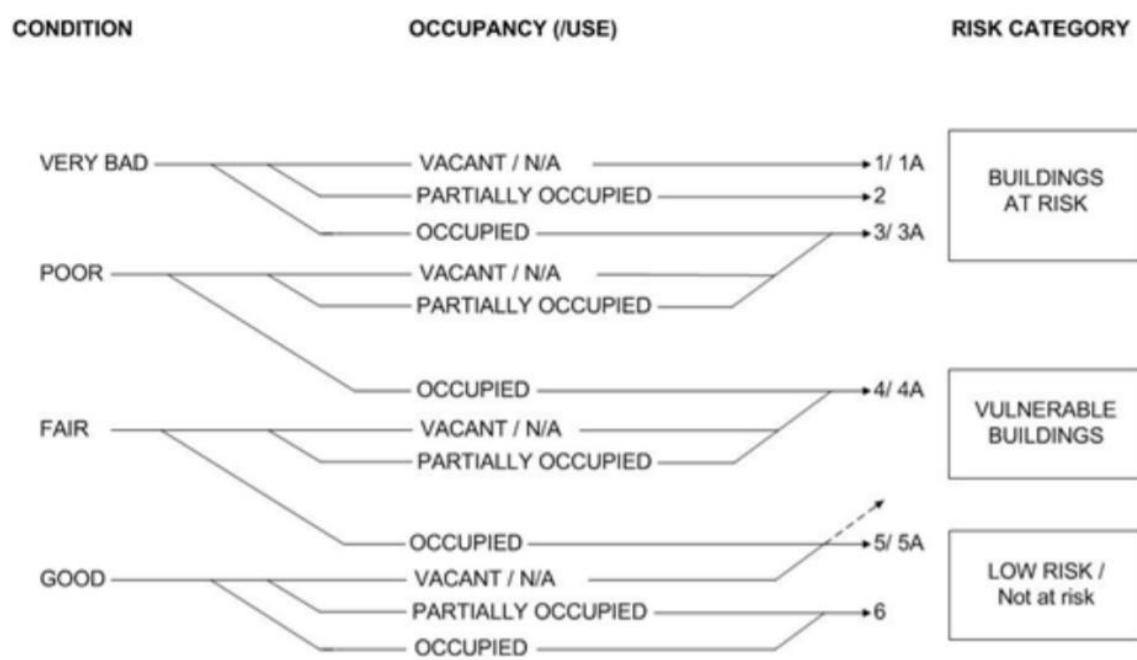 CONDITION OCCUPANCY (/USE) RISK CATEGORY
VERY BAD VACANT / N/A 1/ 1A
PARTIALLY OCCUPIED 2
OCCUPIED 3/ 3A
BUILDINGS
AT RISK
POOR VACANT / N/A
PARTIALLY OCCUPIED
OCCUPIED 4/ 4A
FAIR VACANT / N/A
PARTIALLY OCCUPIED
VULNERABLE
BUILDINGS
OCCUPIED 5/ 5A
GOOD VACANT / N/A
PARTIALLY OCCUPIED 6
OCCUPIED
LOW RISK /
Not at risk